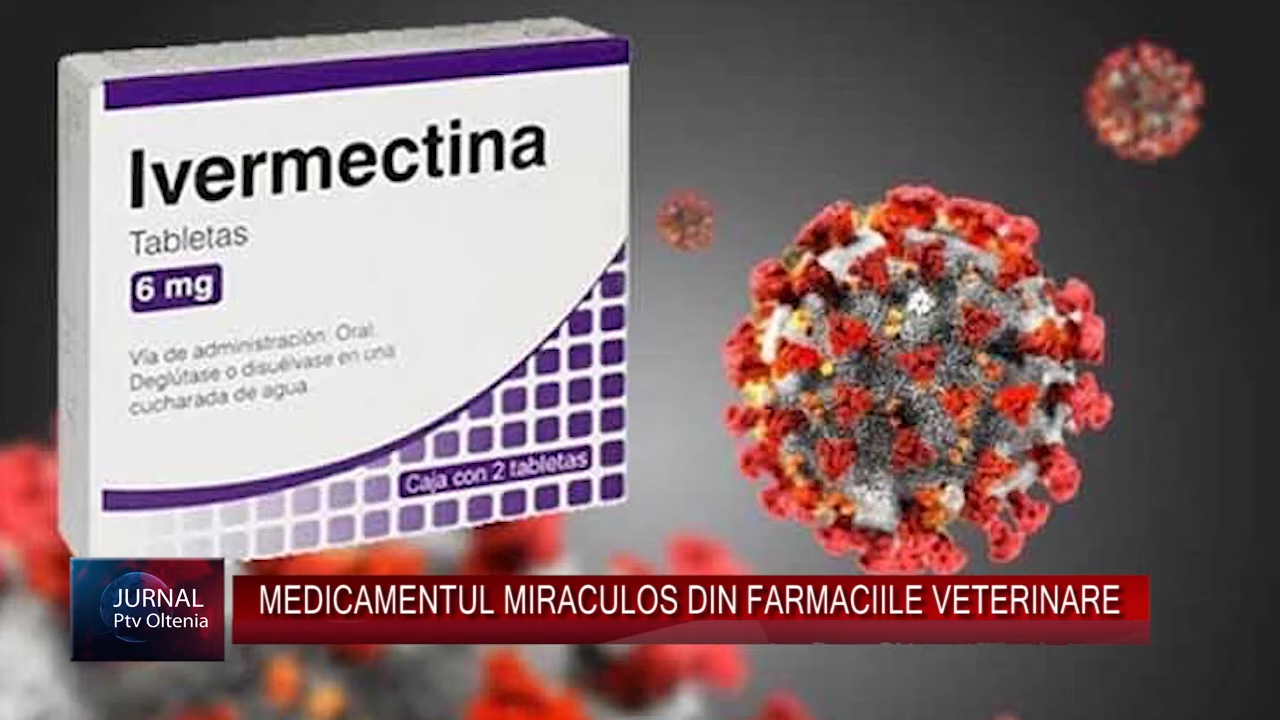 Ivermectina
Tabletas
6 mg
Vía de administración: Oral.
Deglútase o disuélvase en una
cucharada de agua
Caja con 2 tabletas
JURNAL
Ptv Oltenia
MEDICAMENTUL MIRACULOS DIN FARMACIILE VETERINARE